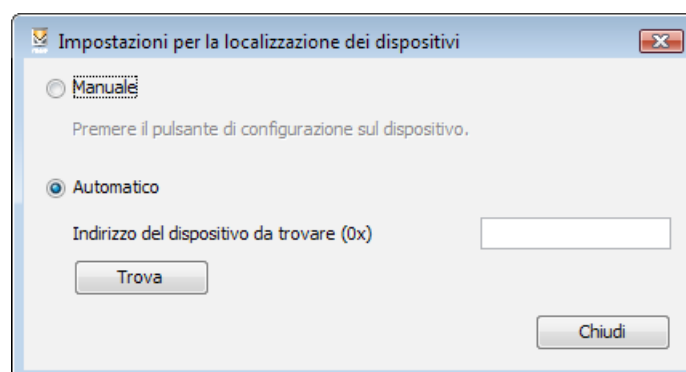 Impostazioni per la localizzazione dei dispositivi
Manuale
Premere il pulsante di configurazione sul dispositivo.
Automatico
Indirizzo del dispositivo da trovare (0x)
Trova
Chiudi